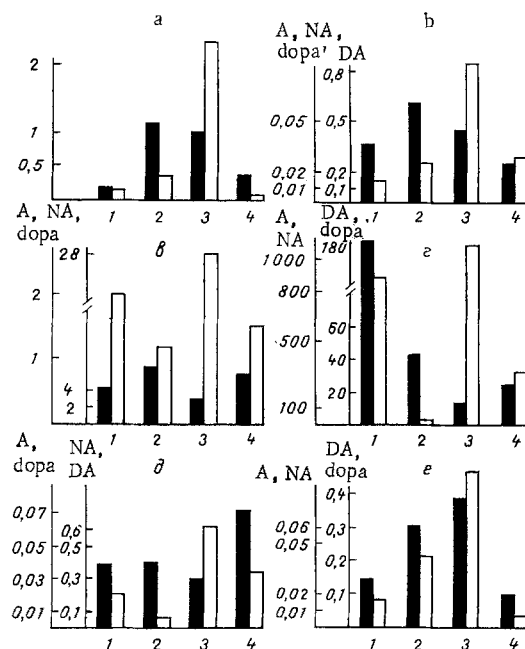 a
2
1
0,5
1 2 3 4
b
A, NA,
dopa' DA
0,8
0,05
0,5
0,02
0,2
0,01
0,1
1 2 3 4
в
A, NA,
dopa
28
2
1
4
2
1 2 3 4
г
A,
NA
DA,
dopa
1000
180
800
60
500
40
20
100
1 2 3 4
д
A,
dopa
NA,
DA
0,07
0,6
0,05
0,5
0,03
0,3
0,01
0,1
1 2 3 4
е
A, NA
DA,
dopa
0,4
0,06
0,3
0,05
0,2
0,02
0,1
0,01
1 2 3 4